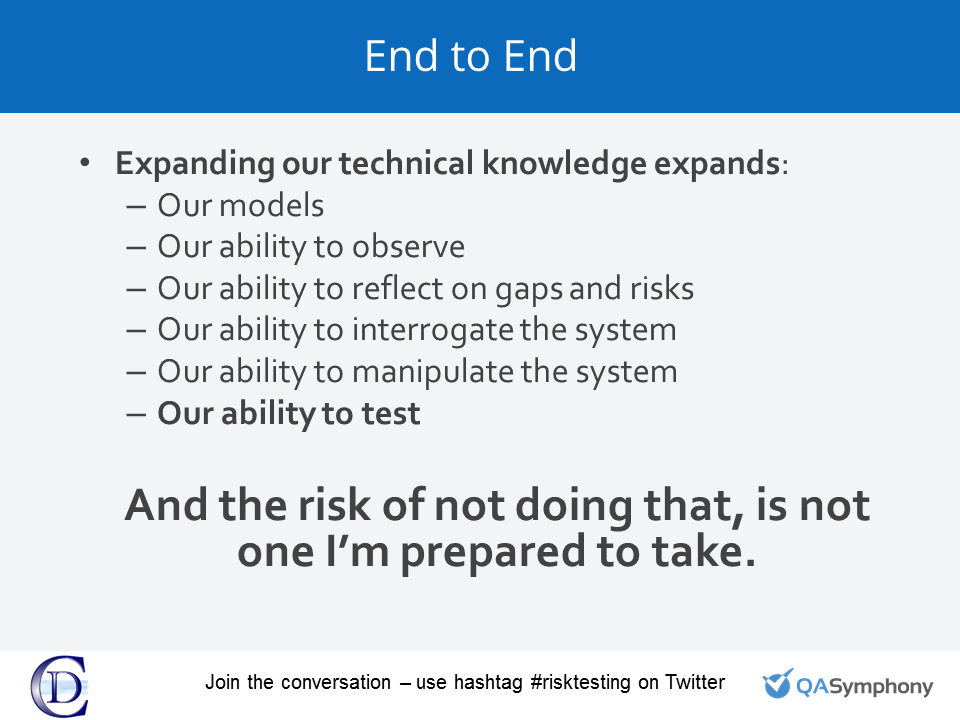 End to End
• Expanding our technical knowledge expands:
– Our models
– Our ability to observe
– Our ability to reflect on gaps and risks
– Our ability to interrogate the system
– Our ability to manipulate the system
– Our ability to test
And the risk of not doing that, is not
one I’m prepared to take.
CD
Join the conversation – use hashtag #risktesting on Twitter
QASymphony